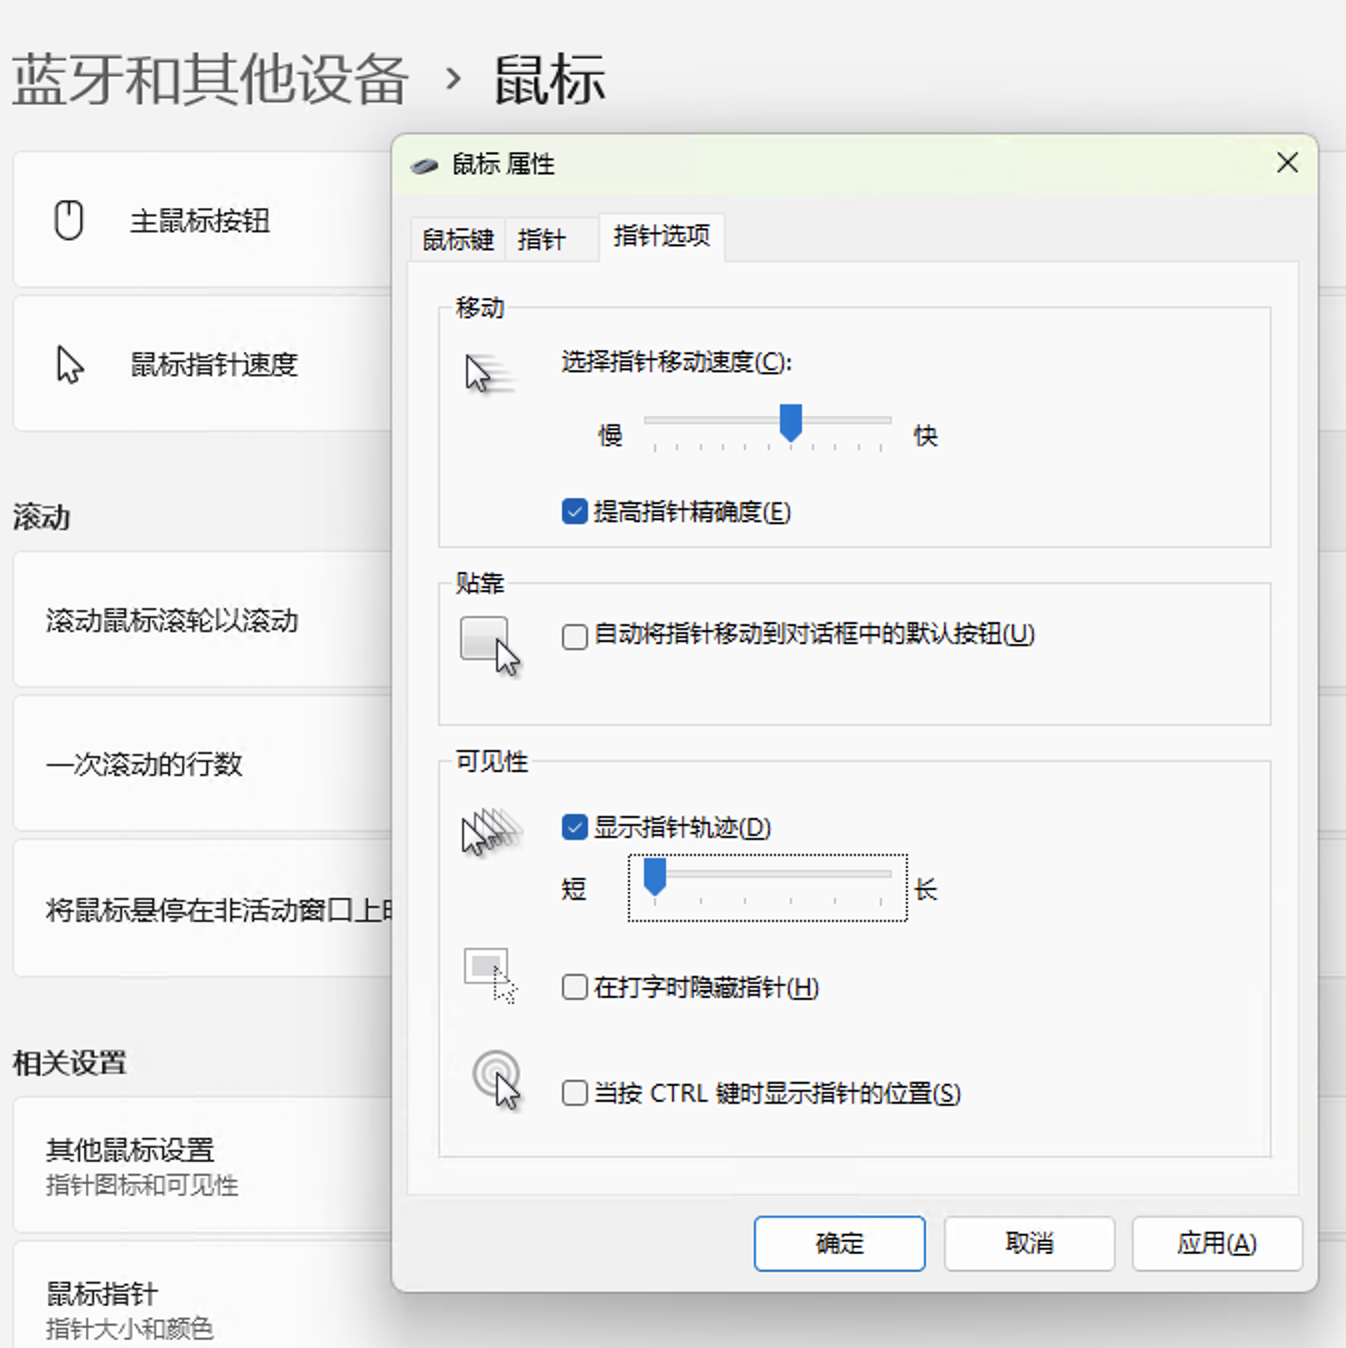 蓝牙和其他设备 › 鼠标
主鼠标按钮
鼠标指针速度
滚动
滚动鼠标滚轮以滚动
一次滚动的行数
将鼠标悬停在非活动窗口上
相关设置
其他鼠标设置
指针图标和可见性
鼠标指针
指针大小和颜色
鼠标 属性
鼠标键 指针 指针选项
移动
选择指针移动速度(C):
慢 快
提高指针精确度(E)
贴靠
自动将指针移动到对话框中的默认按钮(U)
可见性
显示指针轨迹(D)
短 长
在打字时隐藏指针(H)
当按 CTRL 键时显示指针的位置(S)
确定 取消 应用(A)